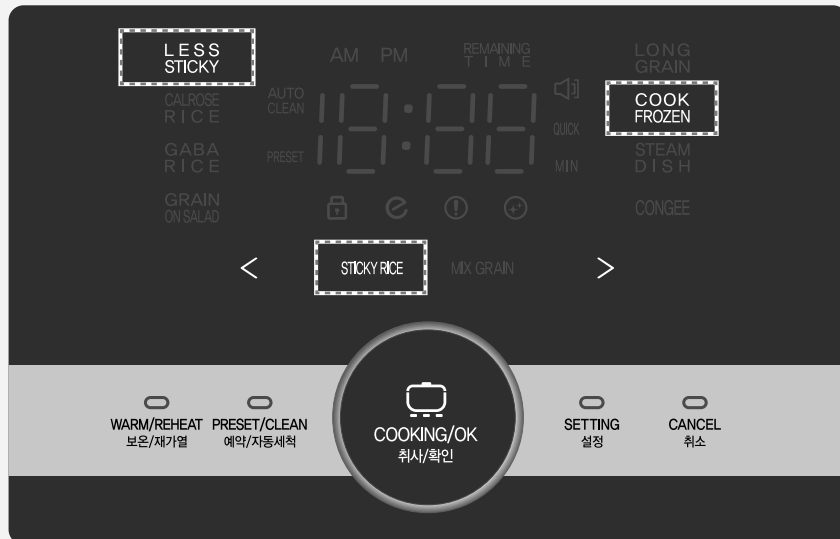 LESS
STICKY
AM PM
REMAINING
TIME
LONG
GRAIN
CALROSE
RICE
AUTO
CLEAN
18:88
QUICK
COOK
FROZEN
GABA
RICE
PRESET
MIN
STEAM
DISH
GRAIN
ON SALAD
CONGEE
< STICKY RICE MIX GRAIN >
COOKING/OK
취사/확인
WARM/REHEAT
보온/재가열
PRESET/CLEAN
예약/자동세척
SETTING
설정
CANCEL
취소